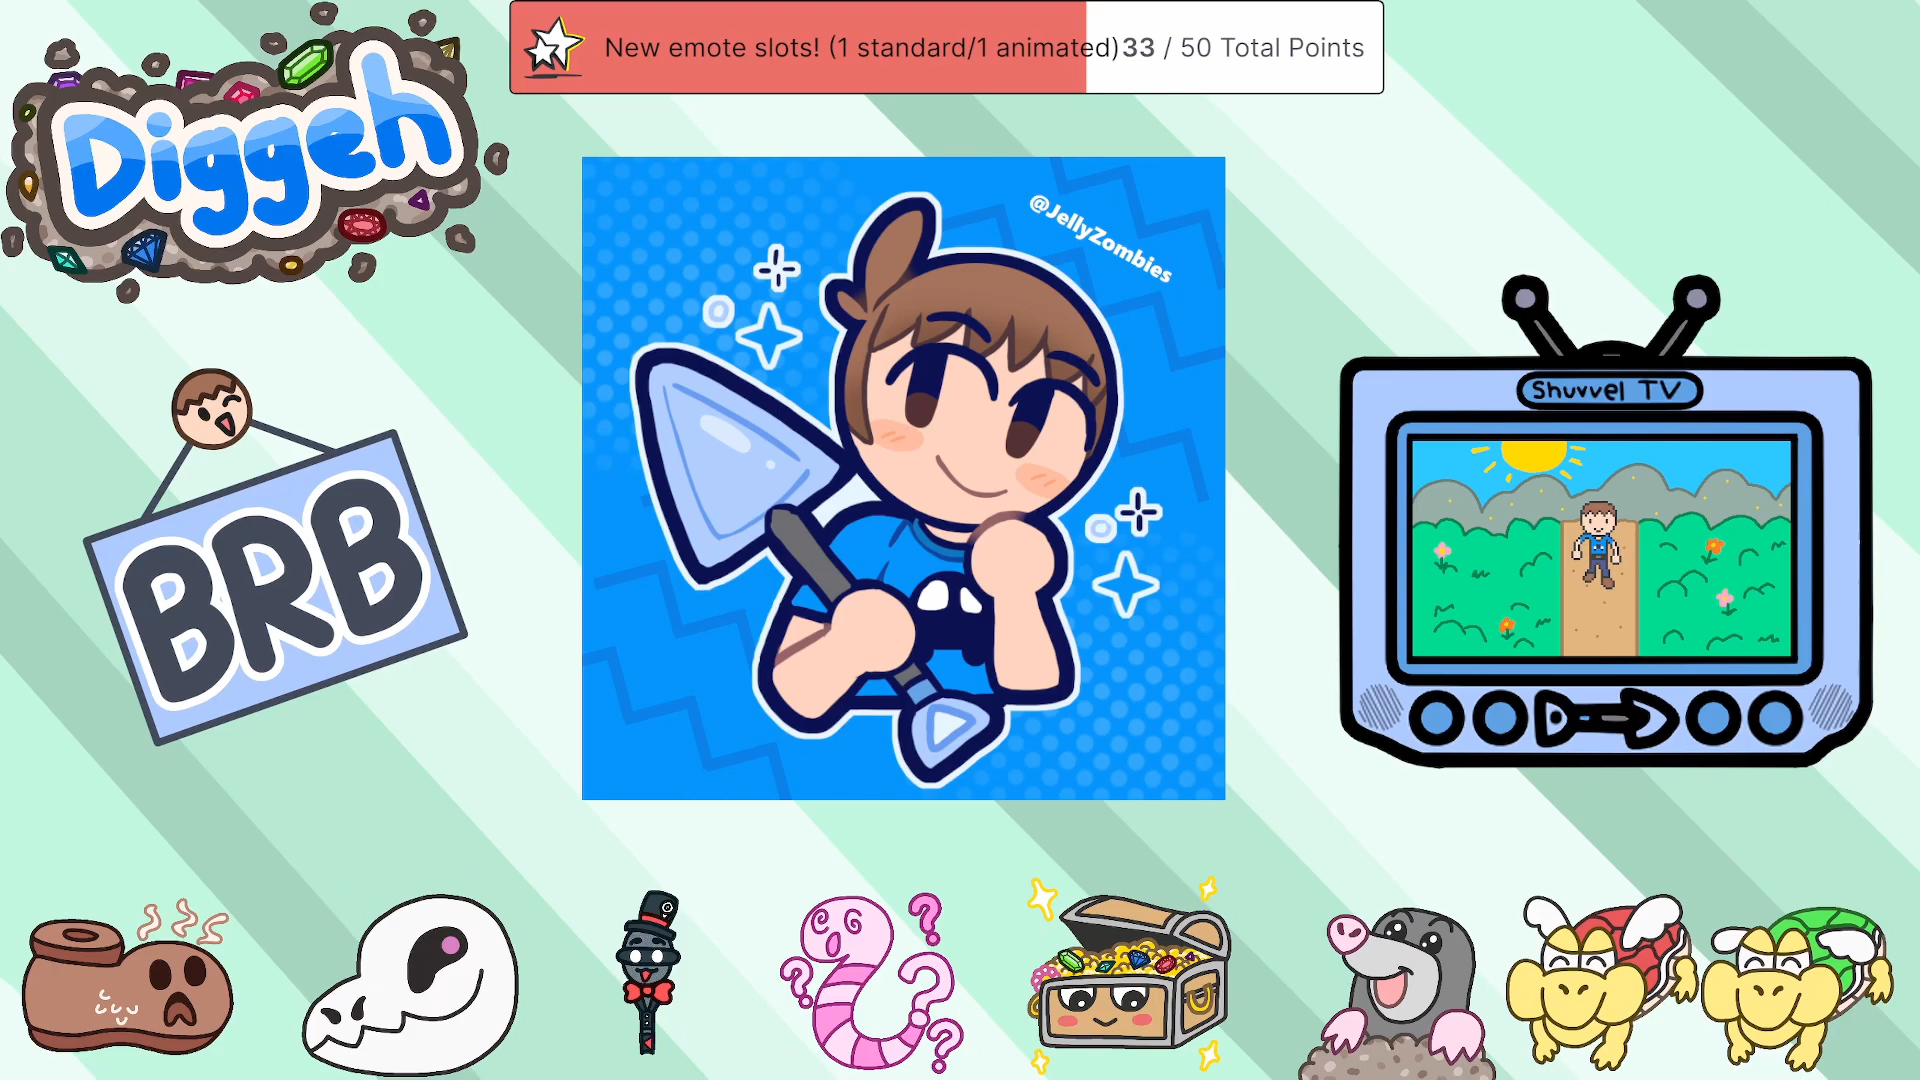 New emote slots! (1 standard/1 animated)33 / 50 Total Points
Diggeh
@JellyZombies
Shuvvel TV
BRB